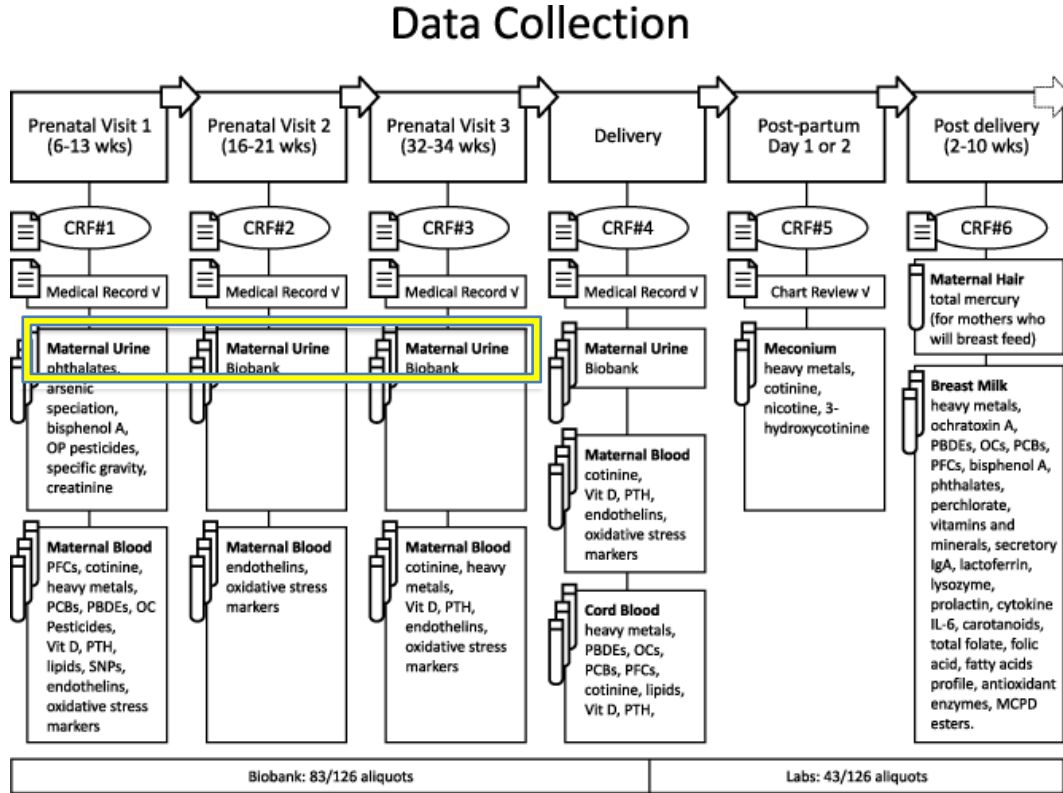 Data Collection
Prenatal Visit 1
(6-13 wks)
Prenatal Visit 2
(16-21 wks)
Prenatal Visit 3
(32-34 wks)
Delivery
Post-partum
Day 1 or 2
Post delivery
(2-10 wks)
CRF#1
CRF#2
CRF#3
CRF#4
CRF#5
CRF#6
Medical Record √
Medical Record √
Medical Record √
Medical Record √
Chart Review √
Maternal Hair
total mercury
(for mothers who
will breast feed)
Maternal Urine
phthalates,
arsenic
speciation,
bisphenol A,
OP pesticides,
specific gravity,
creatinine
Maternal Urine
Biobank
Maternal Urine
Biobank
Maternal Urine
Biobank
Meconium
heavy metals,
cotinine,
nicotine, 3-
hydroxycotinine
Breast Milk
heavy metals,
ochratoxin A,
PBDEs, OCs, PCBs,
PFCs, bisphenol A,
phthalates,
perchlorate,
vitamins and
minerals, secretory
IgA, lactoferrin,
lysozyme,
prolactin, cytokine
IL-6, carotanoids,
total folate, folic
acid, fatty acids
profile, antioxidant
enzymes, MCPD
esters.
Maternal Blood
cotinine,
Vit D, PTH,
endothelins,
oxidative stress
markers
Maternal Blood
PFCs, cotinine,
heavy metals,
PCBs, PBDEs, OC
Pesticides,
Vit D, PTH,
lipids, SNPs,
endothelins,
oxidative stress
markers
Maternal Blood
endothelins,
oxidative stress
markers
Maternal Blood
cotinine, heavy
metals,
Vit D, PTH,
endothelins,
oxidative stress
markers
Cord Blood
heavy metals,
PBDEs, OCs,
PCBs, PFCs,
cotinine, lipids,
Vit D, PTH,
Biobank: 83/126 aliquots
Labs: 43/126 aliquots